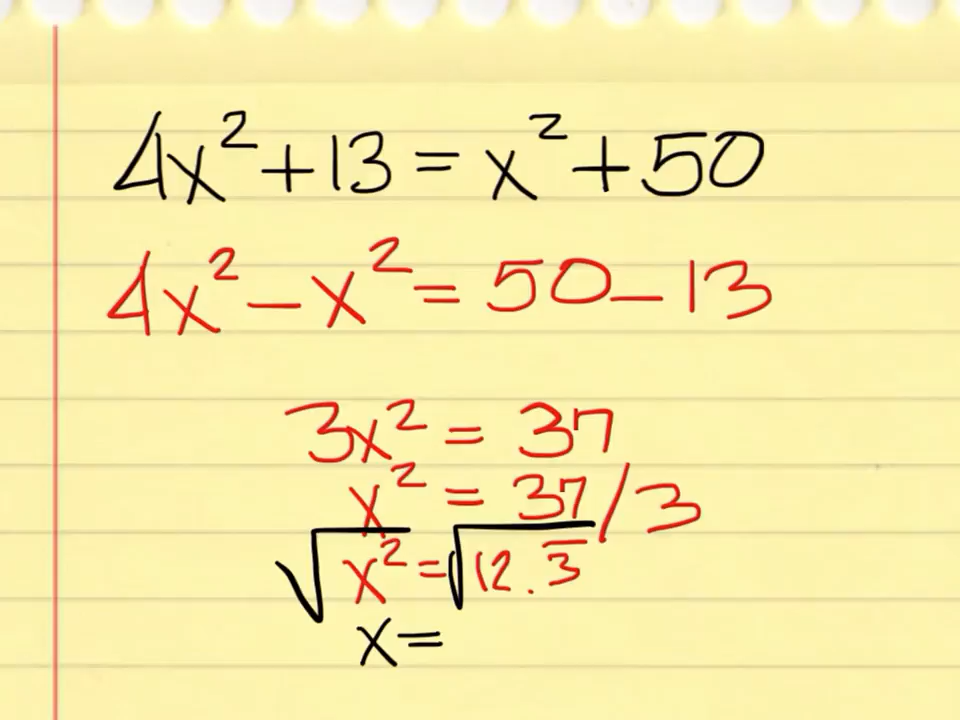 4x² + 13 = x² + 50
4x² − x² = 50 − 13
3x² = 37
x² = 37/3
√x² = √12.3̅
x =